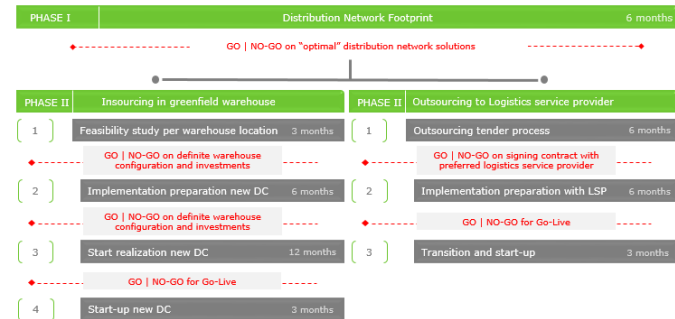 PHASE I Distribution Network Footprint 6 months
GO | NO-GO on “optimal” distribution network solutions
PHASE II Insourcing in greenfield warehouse
1 Feasibility study per warehouse location 3 months
GO | NO-GO on definite warehouse
configuration and investments
2 Implementation preparation new DC 6 months
GO | NO-GO on definite warehouse
configuration and investments
3 Start realization new DC 12 months
GO | NO-GO for Go-Live
4 Start-up new DC 3 months
PHASE II Outsourcing to Logistics service provider
1 Outsourcing tender process 6 months
GO | NO-GO on signing contract with
preferred logistics service provider
2 Implementation preparation with LSP 6 months
GO | NO-GO for Go-Live
3 Transition and start-up 3 months